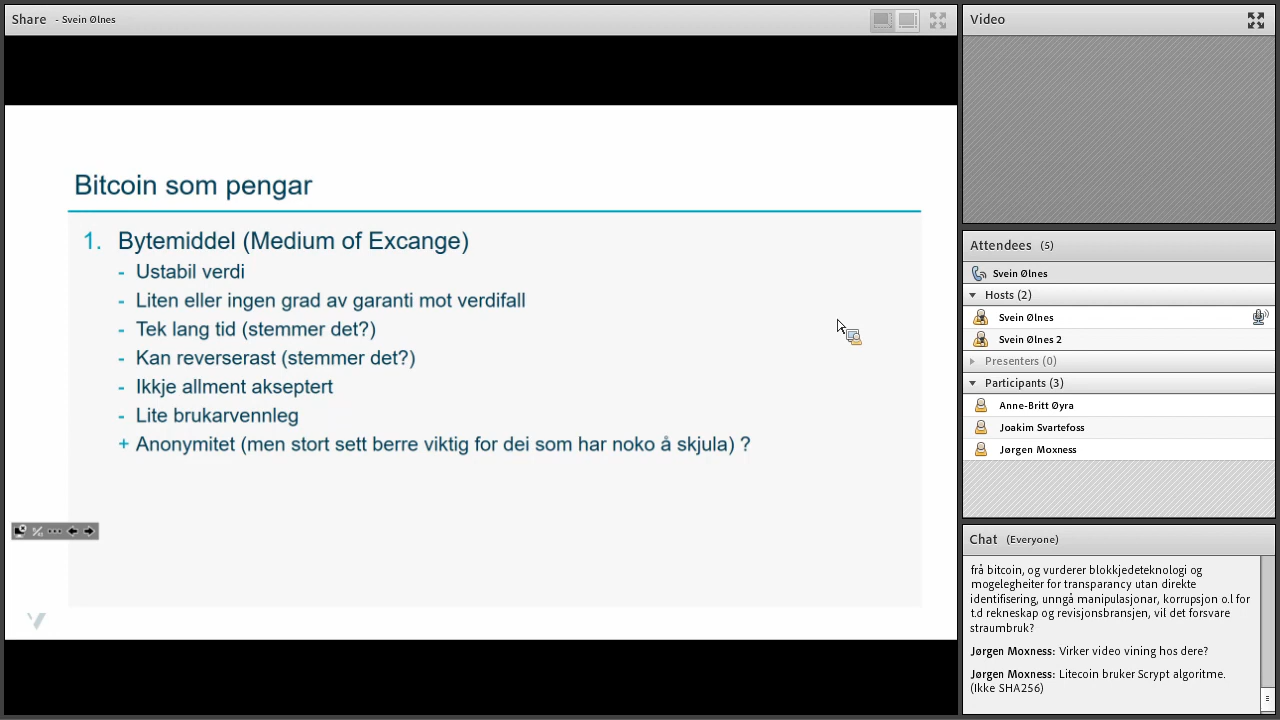 Share - Svein Ølnes
Bitcoin som pengar
1. Bytemiddel (Medium of Excange)
- Ustabil verdi
- Liten eller ingen grad av garanti mot verdifall
- Tek lang tid (stemmer det?)
- Kan reverserast (stemmer det?)
- Ikkje allment akseptert
- Lite brukarvennleg
+ Anonymitet (men stort sett berre viktig for dei som har noko å skjula) ?
Video
Attendees (5)
Svein Ølnes
Hosts (2)
Svein Ølnes
Svein Ølnes 2
Presenters (0)
Participants (3)
Anne-Britt Øyra
Joakim Svartefoss
Jørgen Moxness
Chat (Everyone)
frå bitcoin, og vurderer blokkjedeteknologi og
mogelegheiter for transparancy utan direkte
identifisering, unngå manipulasjonar, korrupsjon o.l for
t.d rekneskap og revisjonsbransjen, vil det forsvare
straumbruk?
Jørgen Moxness: Virker video vining hos dere?
Jørgen Moxness: Litecoin bruker Scrypt algoritme.
(Ikke SHA256)